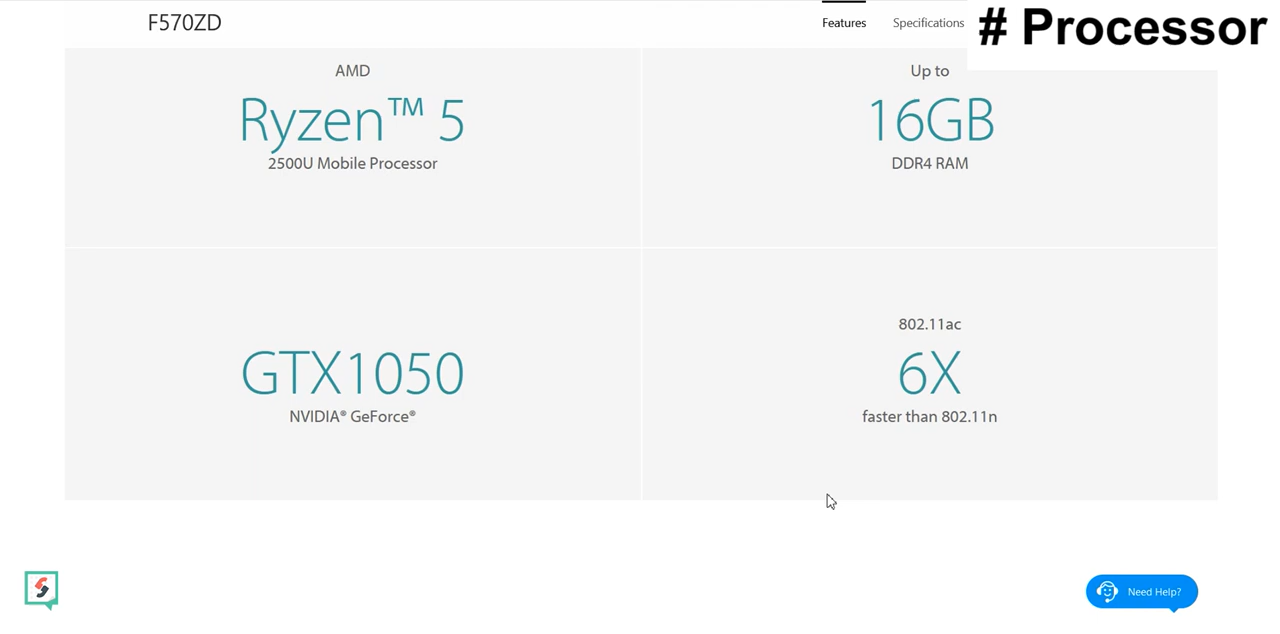 F570ZD
Features
Specifications
# Processor
AMD
Ryzen™ 5
2500U Mobile Processor
Up to
16GB
DDR4 RAM
GTX1050
NVIDIA® GeForce®
802.11ac
6X
faster than 802.11n
Need Help?